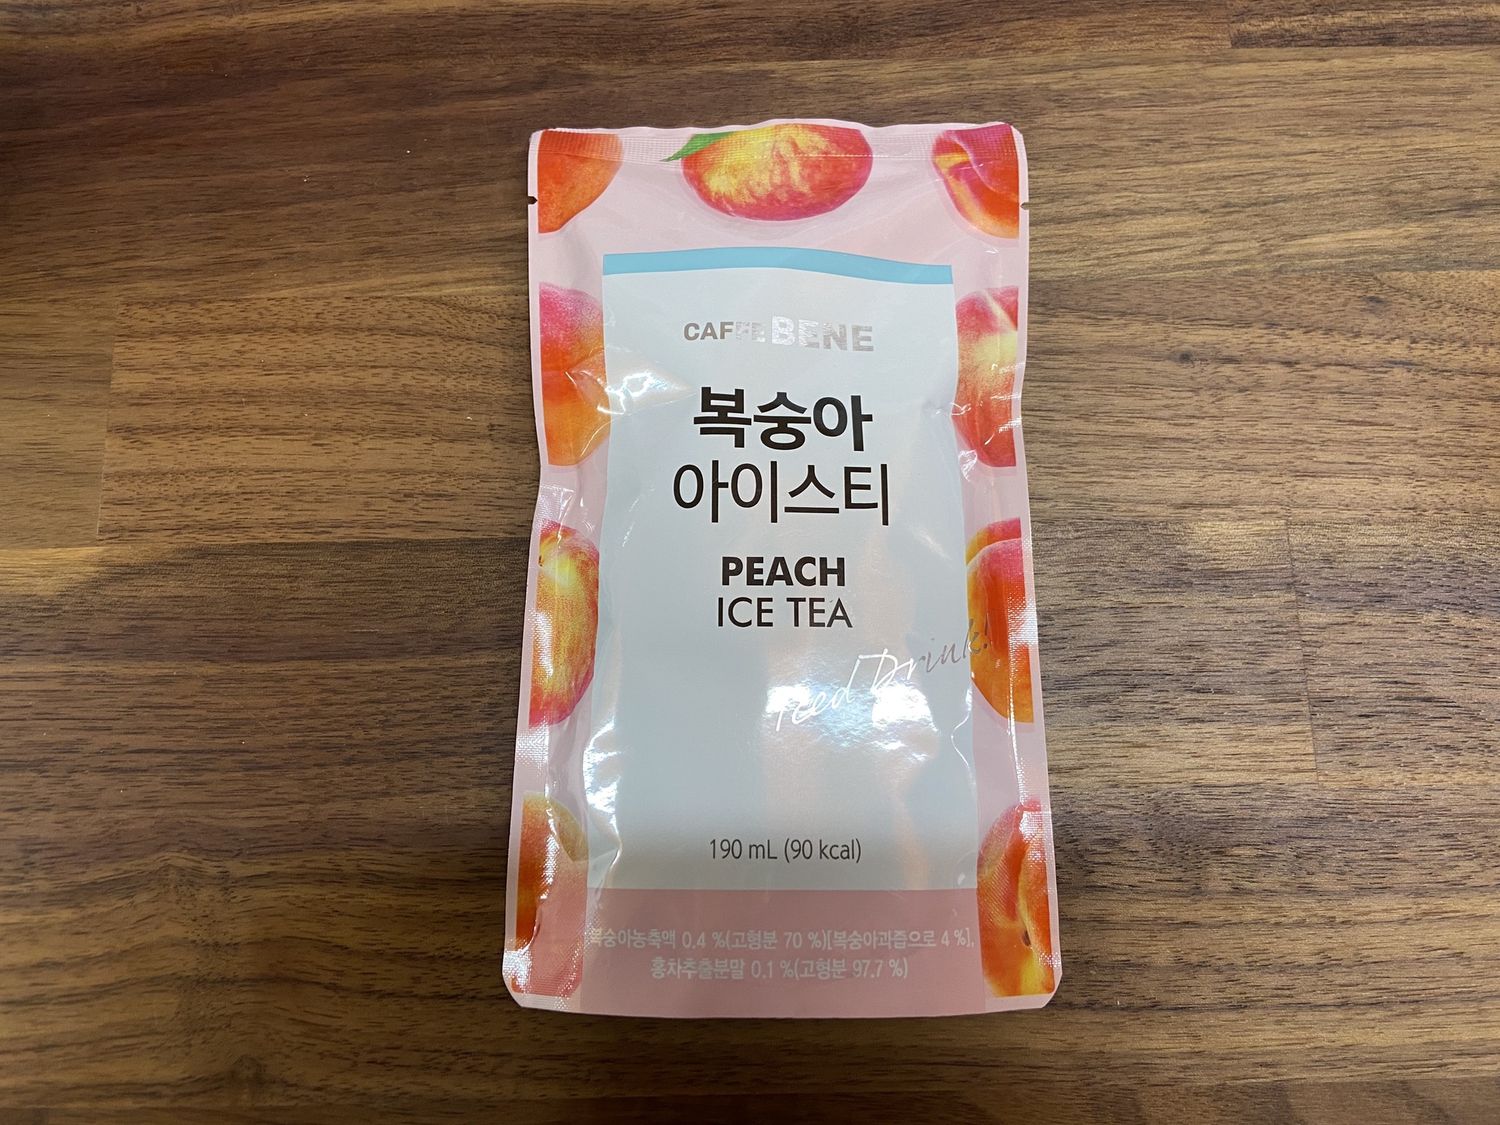 CAFFE BENE
복숭아
아이스티
PEACH
ICE TEA
Iced Drink!
190 mL (90 kcal)
복숭아농축액 0.4 %(고형분 70 %)[복숭아과즙으로 4 %],
홍차추출분말 0.1 %(고형분 97.7 %)